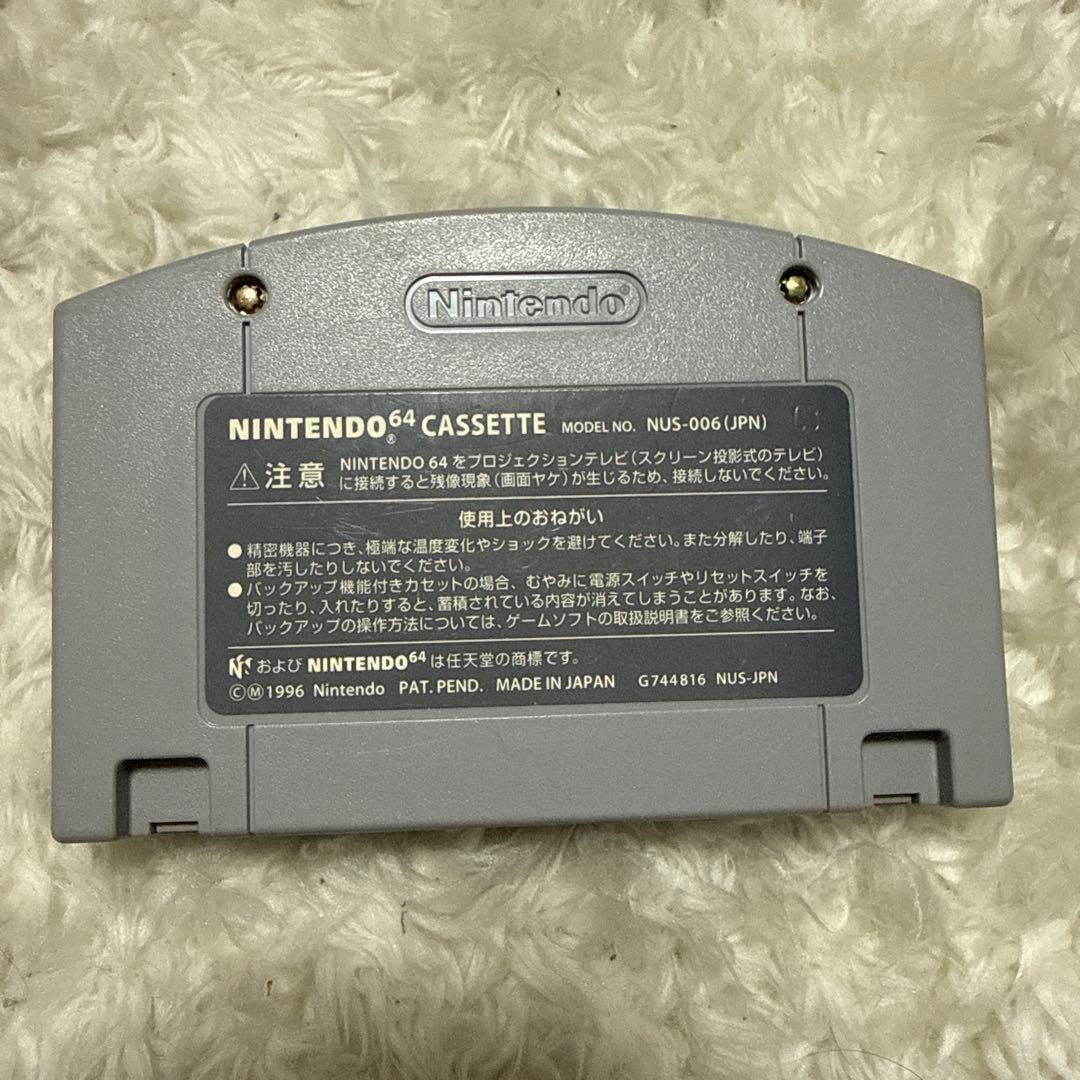 Nintendo®
NINTENDO64® CASSETTE MODEL NO. NUS-006(JPN)
⚠注意 NINTENDO 64 をプロジェクションテレビ(スクリーン投影式のテレビ)
に接続すると残像現象(画面ヤケ)が生じるため、接続しないでください。
使用上のおねがい
●精密機器につき、極端な温度変化やショックを避けてください。また分解したり、端子
部を汚したりしないでください。
●バックアップ機能付きカセットの場合、むやみに電源スイッチやリセットスイッチを
切ったり、入れたりすると、蓄積されている内容が消えてしまうことがあります。なお、
バックアップの操作方法については、ゲームソフトの取扱説明書をご参照ください。
および NINTENDO64 は任天堂の商標です。
ⒸⓂ1996 Nintendo PAT. PEND. MADE IN JAPAN G744816 NUS-JPN